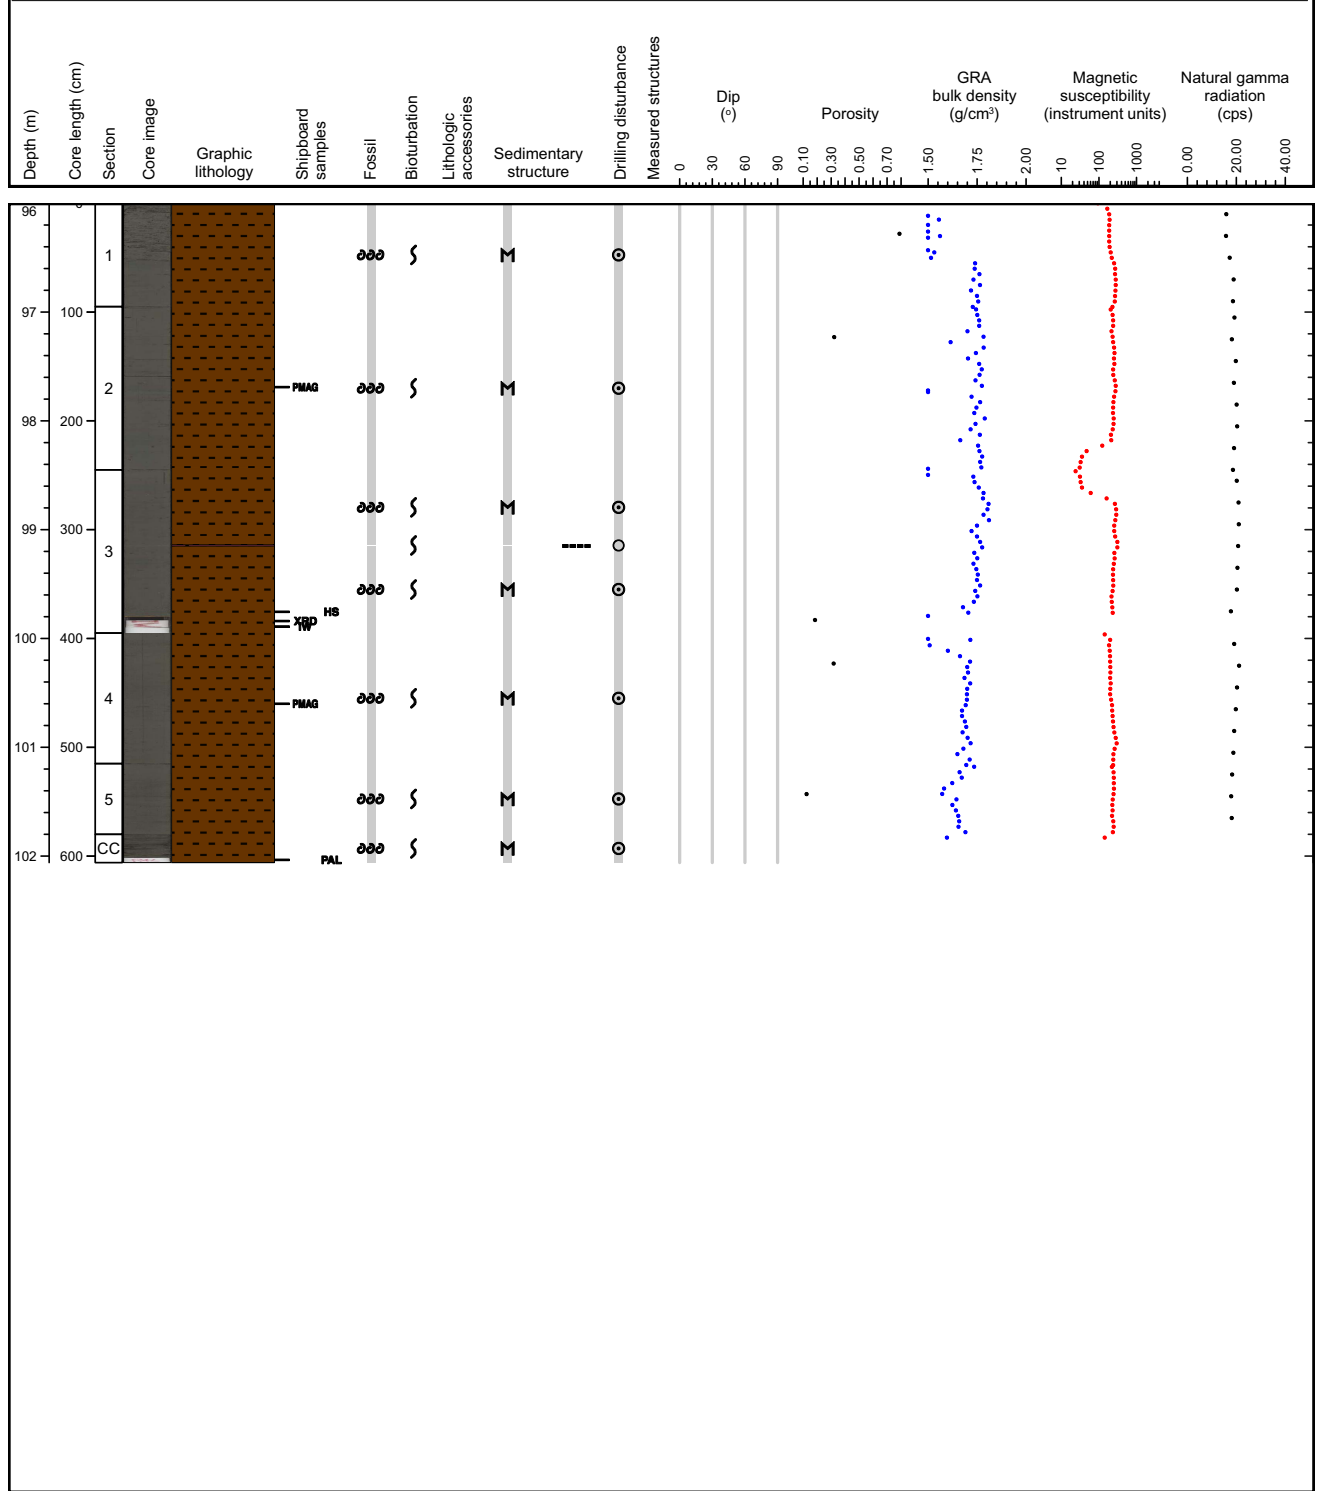 Depth (m)
Core length (cm)
Section
Core image
Graphic
lithology
Shipboard
samples
Fossil
Bioturbation
Lithologic
accessories
Sedimentary
structure
Drilling disturbance
Measured structures
Dip
(°)
0
30
60
90
Porosity
0.10
0.30
0.50
0.70
GRA
bulk density
(g/cm³)
1.50
1.75
2.00
Magnetic
susceptibility
(instrument units)
10
100
1000
Natural gamma
radiation
(cps)
0.00
20.00
40.00
96
1
M
97
100
2
PMAG
M
98
200
M
99
300
3
M
HS
XRD
IW
100
400
4
M
PMAG
101
500
5
M
CC
M
102
600
PAL